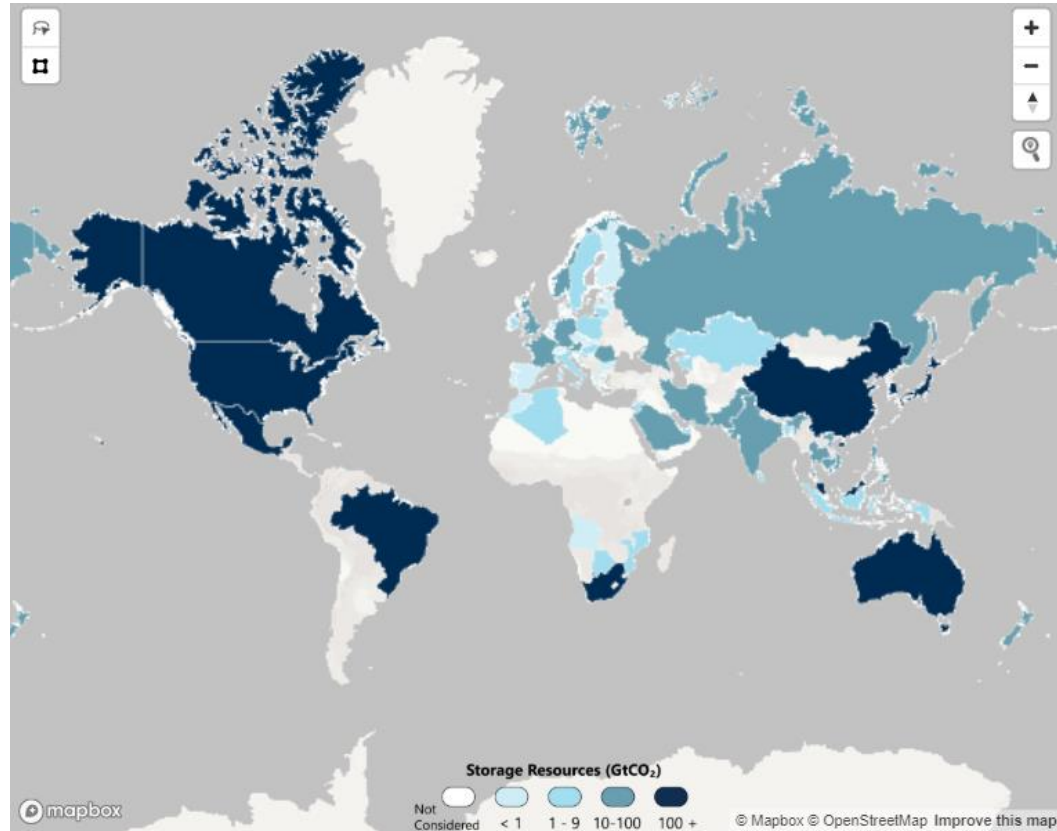 Storage Resources (GtCO₂)
Not
Considered
< 1
1 - 9
10-100
100 +
mapbox
© Mapbox © OpenStreetMap Improve this map